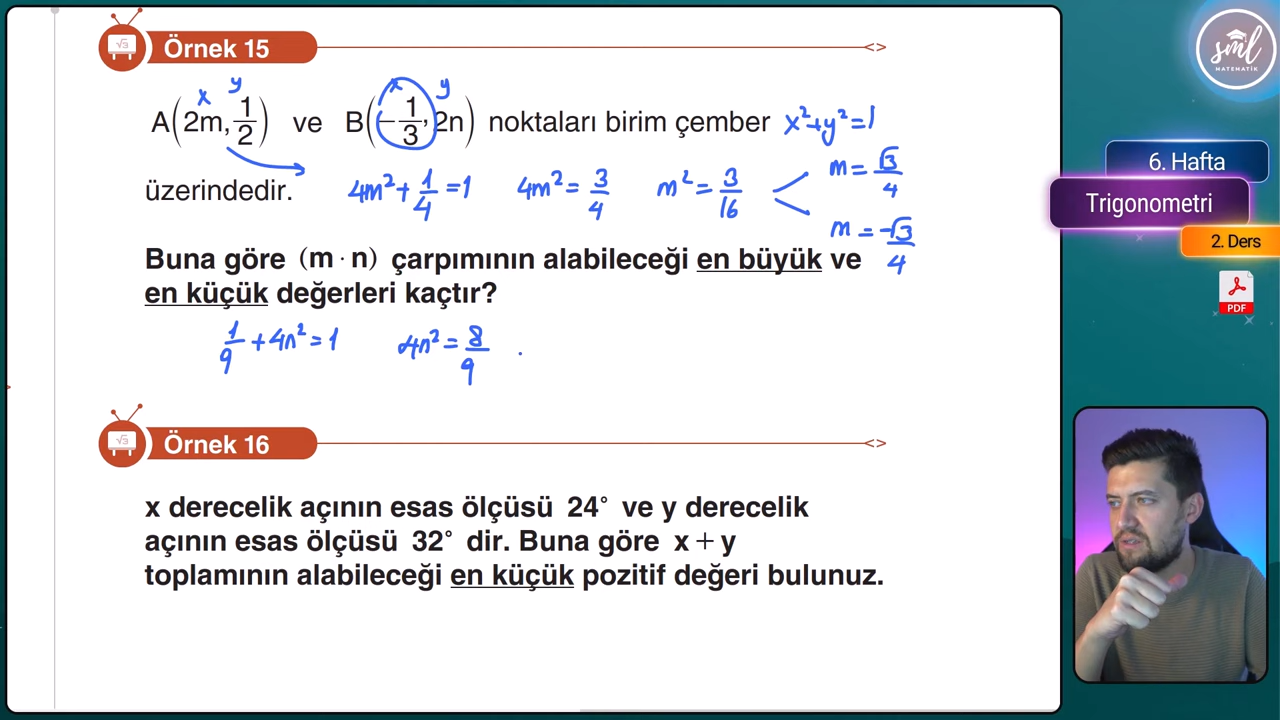 √3 Örnek 15 <>
x y x y
A(2m, 1/2) ve B(-1/3, 2n) noktaları birim çember x²+y²=1
üzerindedir. 4m²+1/4=1 4m²=3/4 m²=3/16 m=√3/4
m=-√3/4
Buna göre (m · n) çarpımının alabileceği en büyük ve
en küçük değerleri kaçtır?
1/9+4n²=1 4n²=8/9 .
√3 Örnek 16 <>
x derecelik açının esas ölçüsü 24° ve y derecelik
açının esas ölçüsü 32° dir. Buna göre x+y
toplamının alabileceği en küçük pozitif değeri bulunuz.
sml
MATEMATİK
6. Hafta
Trigonometri
2. Ders
PDF